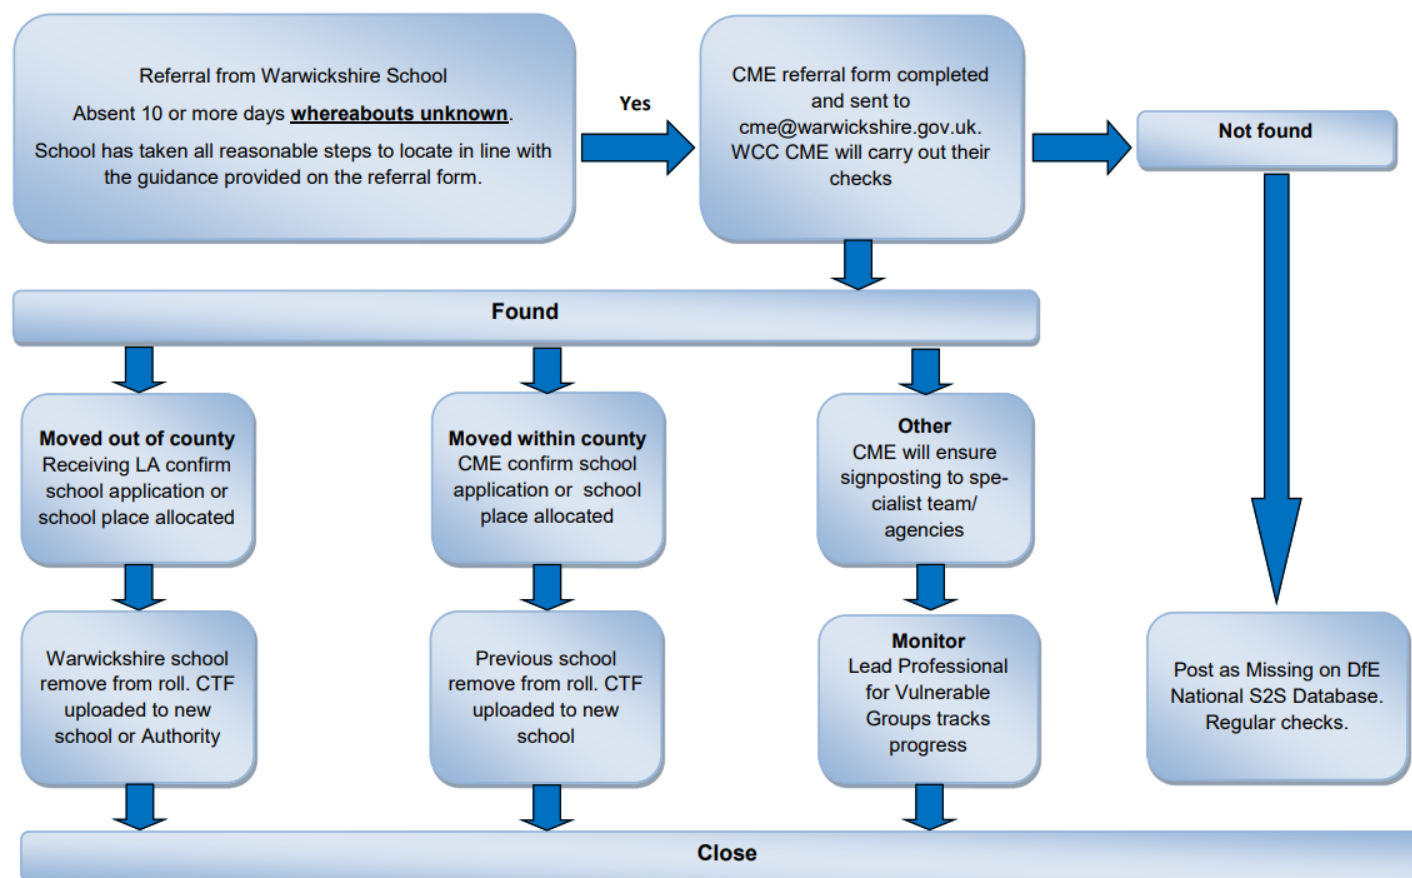 Referral from Warwickshire School
Absent 10 or more days whereabouts unknown.
School has taken all reasonable steps to locate in line with
the guidance provided on the referral form.
Yes
CME referral form completed
and sent to
cme@warwickshire.gov.uk.
WCC CME will carry out their
checks
Not found
Found
Moved out of county
Receiving LA confirm
school application or
school place allocated
Moved within county
CME confirm school
application or  school
place allocated
Other
CME will ensure
signposting to spe-
cialist team/
agencies
Warwickshire school
remove from roll. CTF
uploaded to new
school or Authority
Previous school
remove from roll. CTF
uploaded to new
school
Monitor
Lead Professional
for Vulnerable
Groups tracks
progress
Post as Missing on DfE
National S2S Database.
Regular checks.
Close